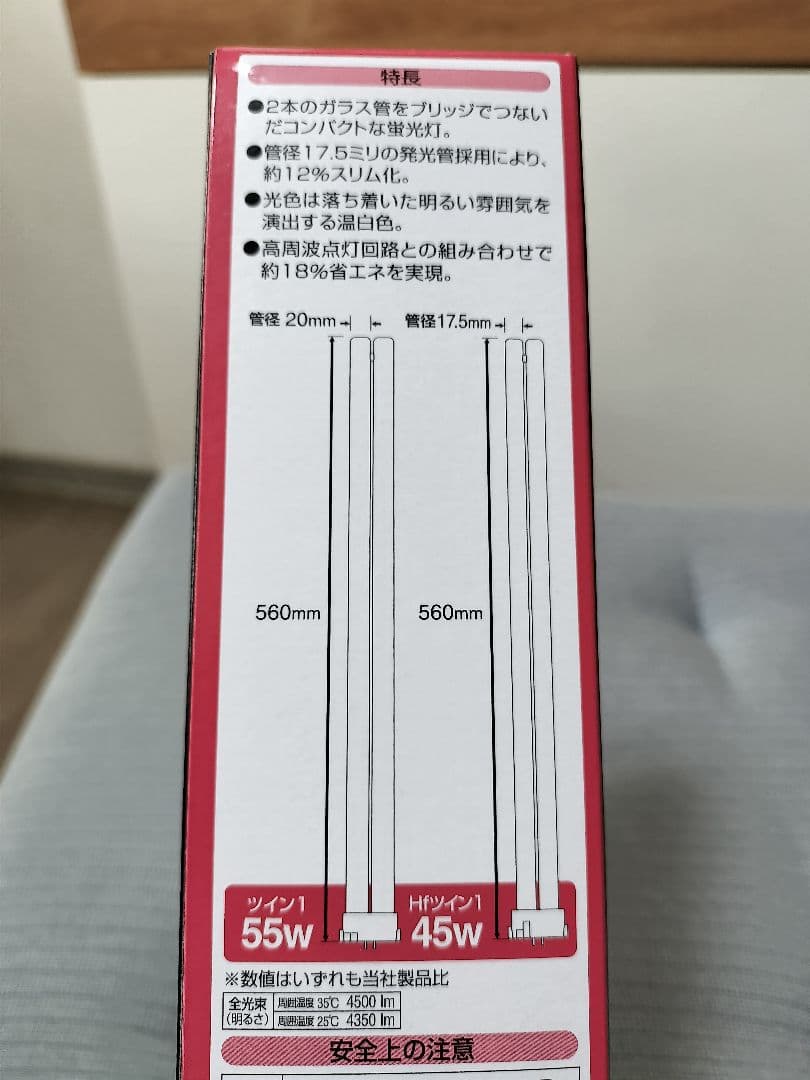 特長
●2本のガラス管をブリッジでつない
だコンパクトな蛍光灯。
●管径17.5ミリの発光管採用により、
約12%スリム化。
●光色は落ち着いた明るい雰囲気を
演出する温白色。
●高周波点灯回路との組み合わせで
約18%省エネを実現。
管径 20mm
管径17.5mm
560mm
560mm
ツイン1
55W
Hfツイン1
45W
※数値はいずれも当社製品比
全光束
(明るさ)
周囲温度 35℃ 4500 lm
周囲温度 25℃ 4350 lm
安全上の注意